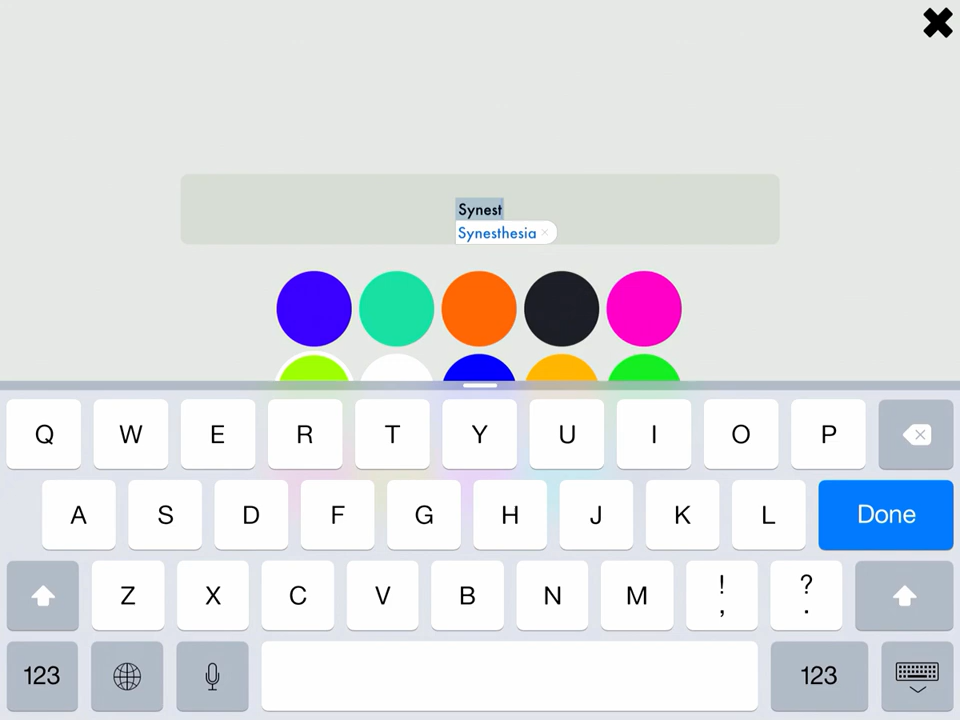 Synest
Synesthesia
Q W E R T Y U I O P
A S D F G H J K L Done
Z X C V B N M ! , ? .
123 123